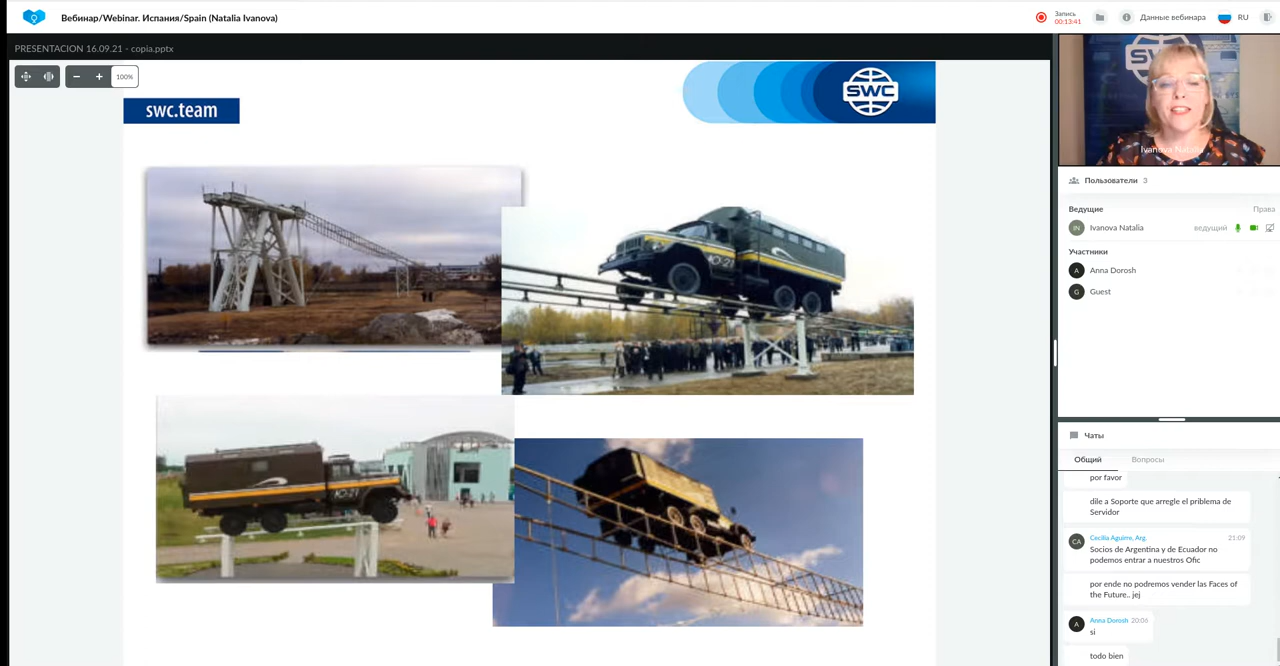 Вебинар/Webinar. Испания/Spain (Natalia Ivanova)
Запись
00:13:41
Данные вебинара
RU
PRESENTACION 16.09.21 - copia.pptx
100%
swc.team
SWC
Ivanova Natalia
Пользователи 3
Ведущие
Права
IN
Ivanova Natalia
ведущий
Участники
A
Anna Dorosh
G
Guest
Чаты
Общий
Вопросы
por favor
dile a Soporte que arregle el priblema de
Servidor
CA
Cecilia Aguirre, Arg.
21:09
Socios de Argentina y de Ecuador no
podemos entrar a nuestros Ofic
por ende no podremos vender las Faces of
the Future.. jej
A
Anna Dorosh 20:06
si
todo bien